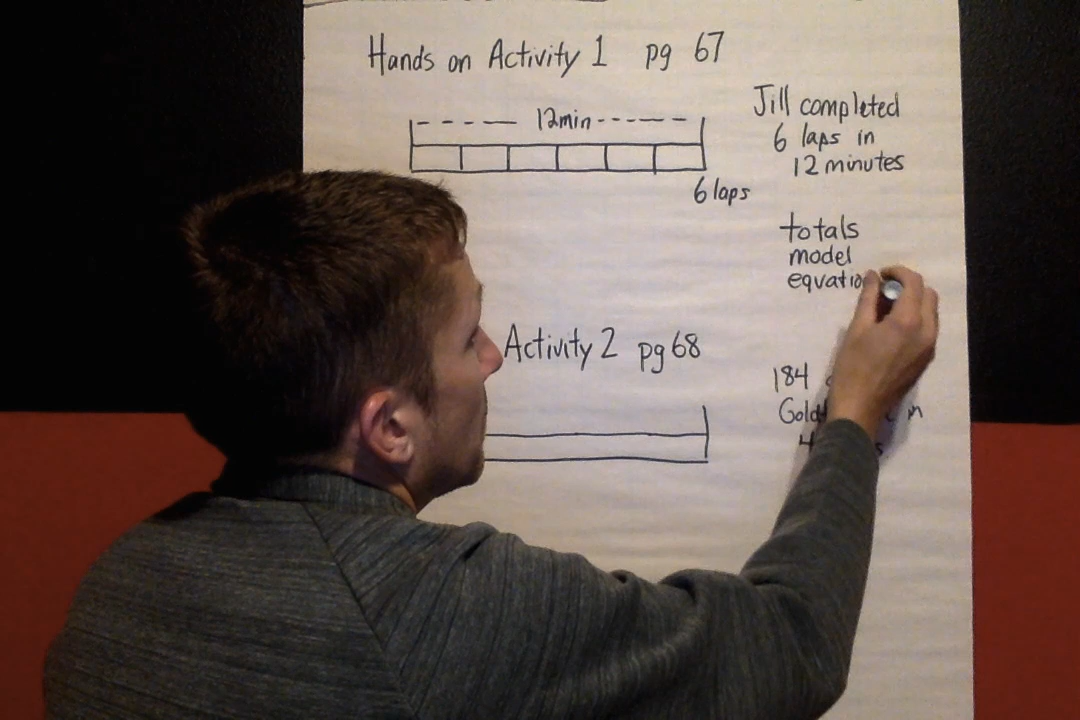 Hands on Activity 1 pg 67
12min
6 laps
Jill completed
6 laps in
12 minutes
totals
model
Activity 2 pg 68
184